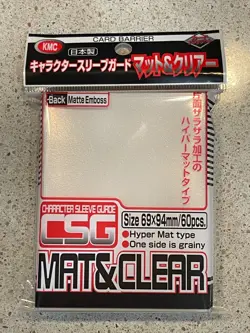 CARD BARRIER
KMC
日本製
キャラクタースリーブガード マット&クリアー
Back Matte Emboss
片面ザラザラ加工の
ハイパーマットタイプ
CHARACTER SLEEVE GUARD
CSG
Size 69×94mm/60pcs.
●Hyper Mat type
●One side is grainy
MAT&CLEAR